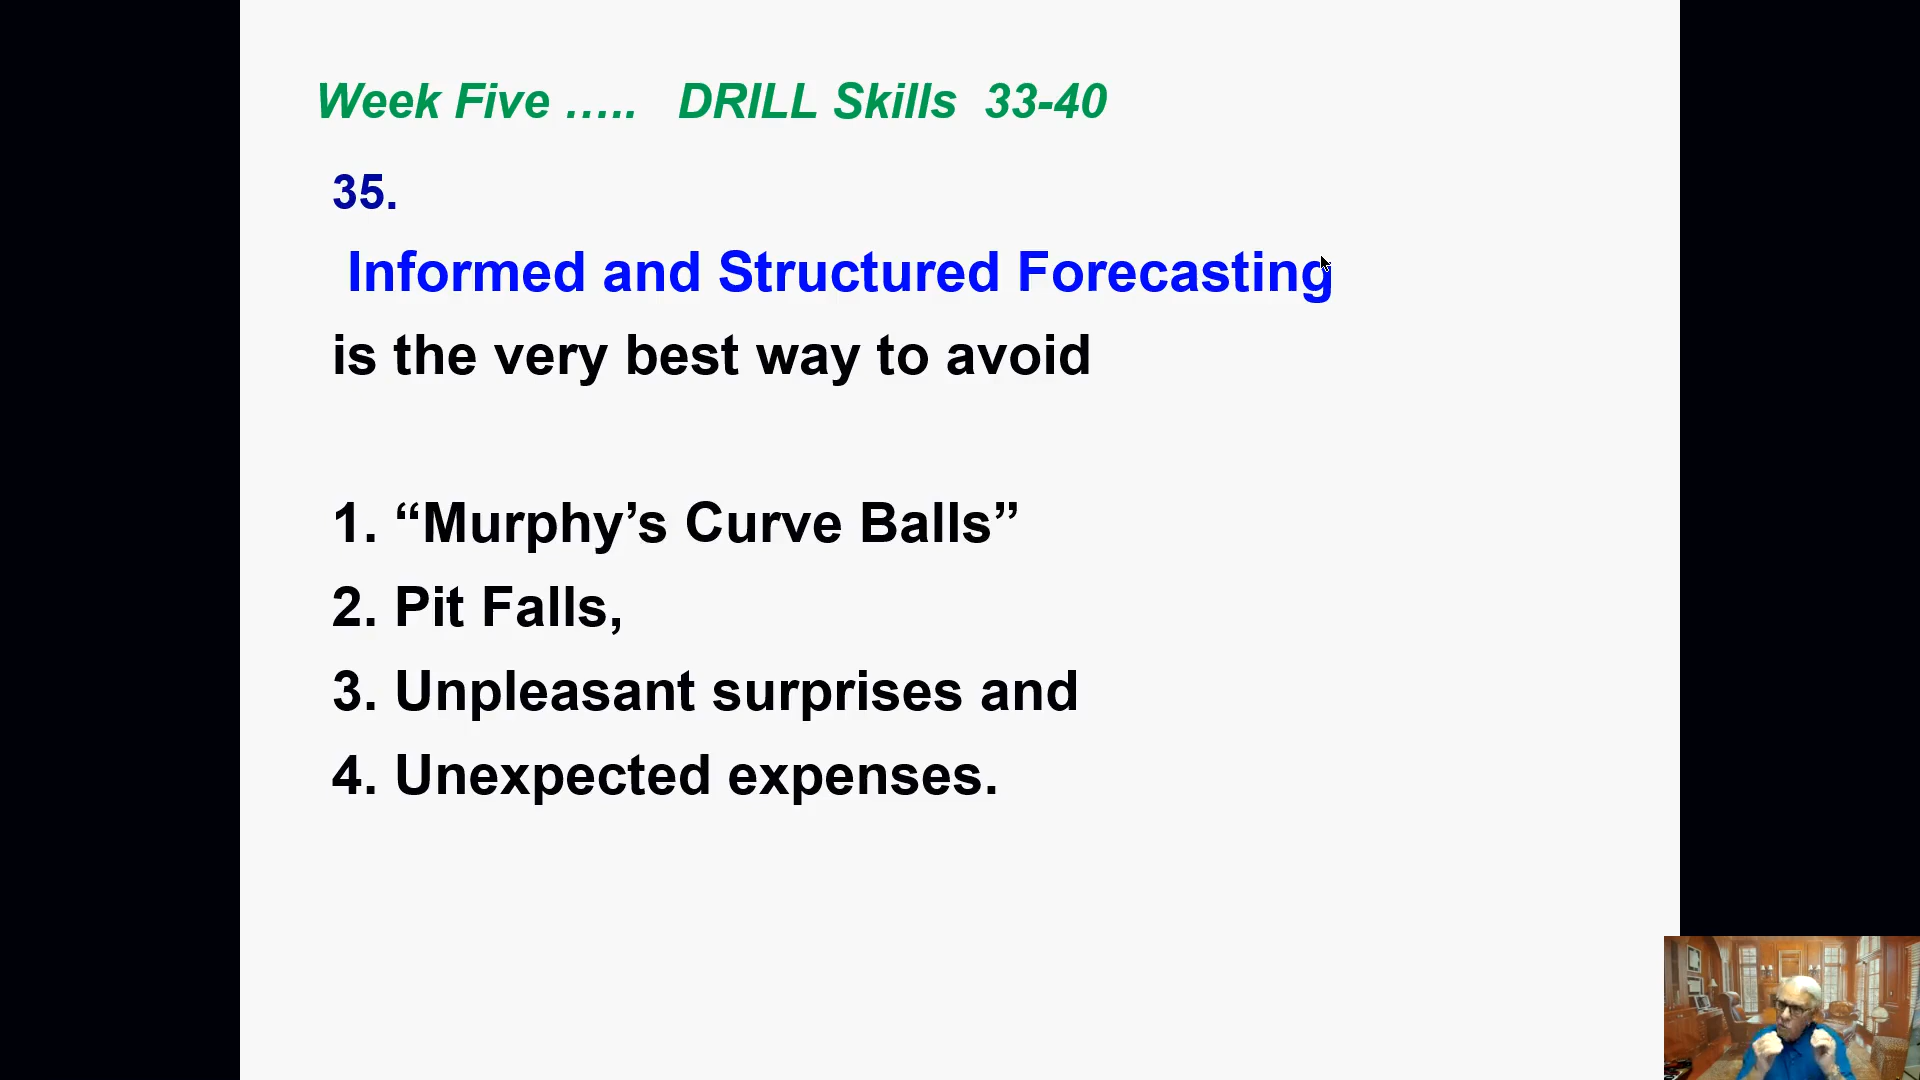 Week Five ..... DRILL Skills 33-40
35.
Informed and Structured Forecasting
is the very best way to avoid
1. “Murphy’s Curve Balls”
2. Pit Falls,
3. Unpleasant surprises and
4. Unexpected expenses.